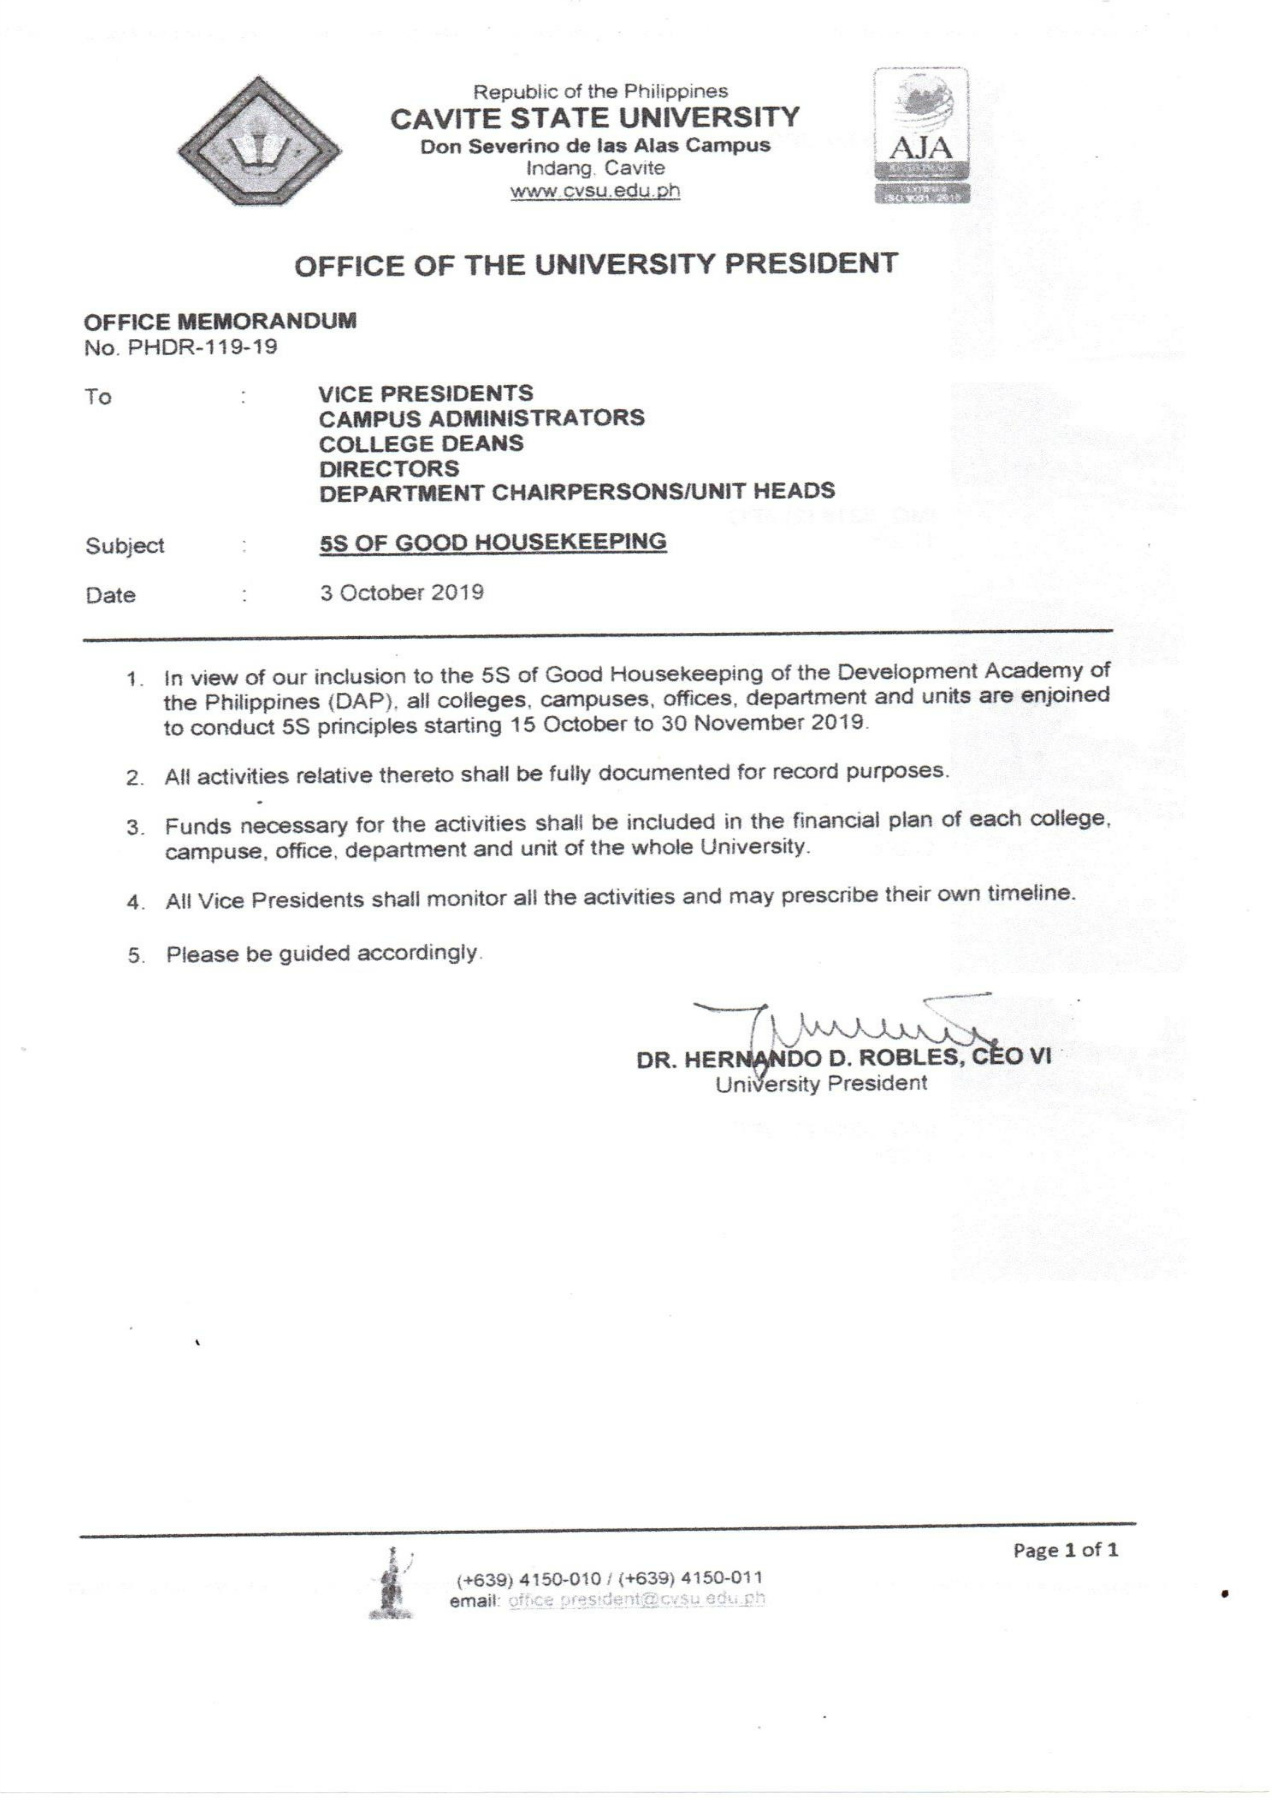 Republic of the Philippines
CAVITE STATE UNIVERSITY
Don Severino de las Alas Campus
Indang, Cavite
www.cvsu.edu.ph
AJA
ISO 9001: 2015
OFFICE OF THE UNIVERSITY PRESIDENT
OFFICE MEMORANDUM
No. PHDR-119-19
To : VICE PRESIDENTS
CAMPUS ADMINISTRATORS
COLLEGE DEANS
DIRECTORS
DEPARTMENT CHAIRPERSONS/UNIT HEADS
Subject : 5S OF GOOD HOUSEKEEPING
Date : 3 October 2019
1. In view of our inclusion to the 5S of Good Housekeeping of the Development Academy of
the Philippines (DAP), all colleges, campuses, offices, department and units are enjoined
to conduct 5S principles starting 15 October to 30 November 2019.
2. All activities relative thereto shall be fully documented for record purposes.
3. Funds necessary for the activities shall be included in the financial plan of each college,
campuse, office, department and unit of the whole University.
4. All Vice Presidents shall monitor all the activities and may prescribe their own timeline.
5. Please be guided accordingly.
DR. HERNANDO D. ROBLES, CEO VI
University President
Page 1 of 1
(+639) 4150-010 / (+639) 4150-011
email: office.president@cvsu.edu.ph